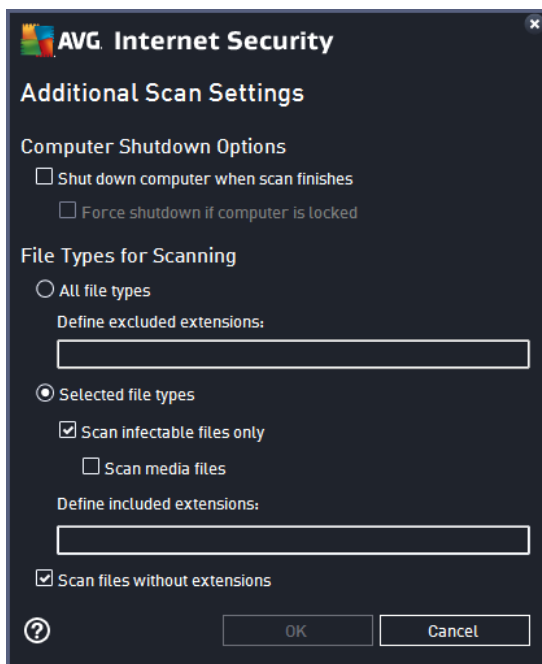 AVG. Internet Security
Additional Scan Settings
Computer Shutdown Options
Shut down computer when scan finishes
Force shutdown if computer is locked
File Types for Scanning
All file types
Define excluded extensions:
Selected file types
Scan infectable files only
Scan media files
Define included extensions:
Scan files without extensions
? OK Cancel